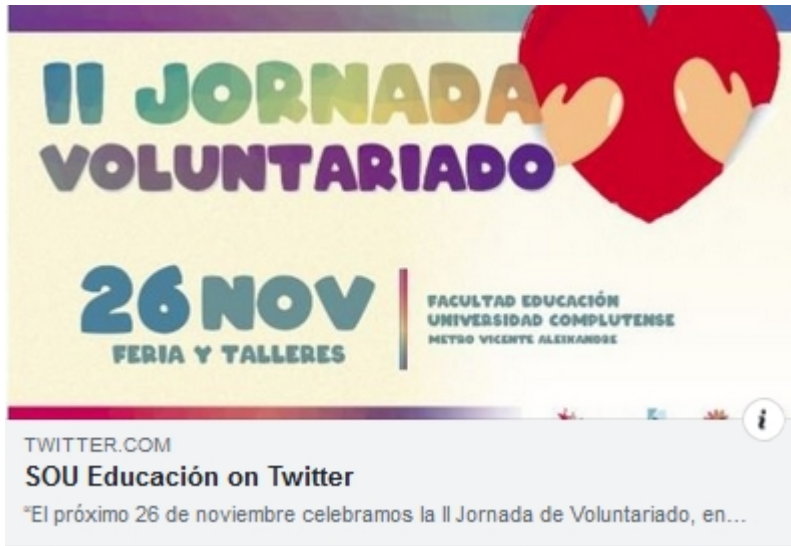 II JORNADA
VOLUNTARIADO
26 NOV
FERIA Y TALLERES
FACULTAD EDUCACIÓN
UNIVERSIDAD COMPLUTENSE
METRO VICENTE ALEIXANDRE
i
TWITTER.COM
SOU Educación on Twitter
“El próximo 26 de noviembre celebramos la II Jornada de Voluntariado, en...